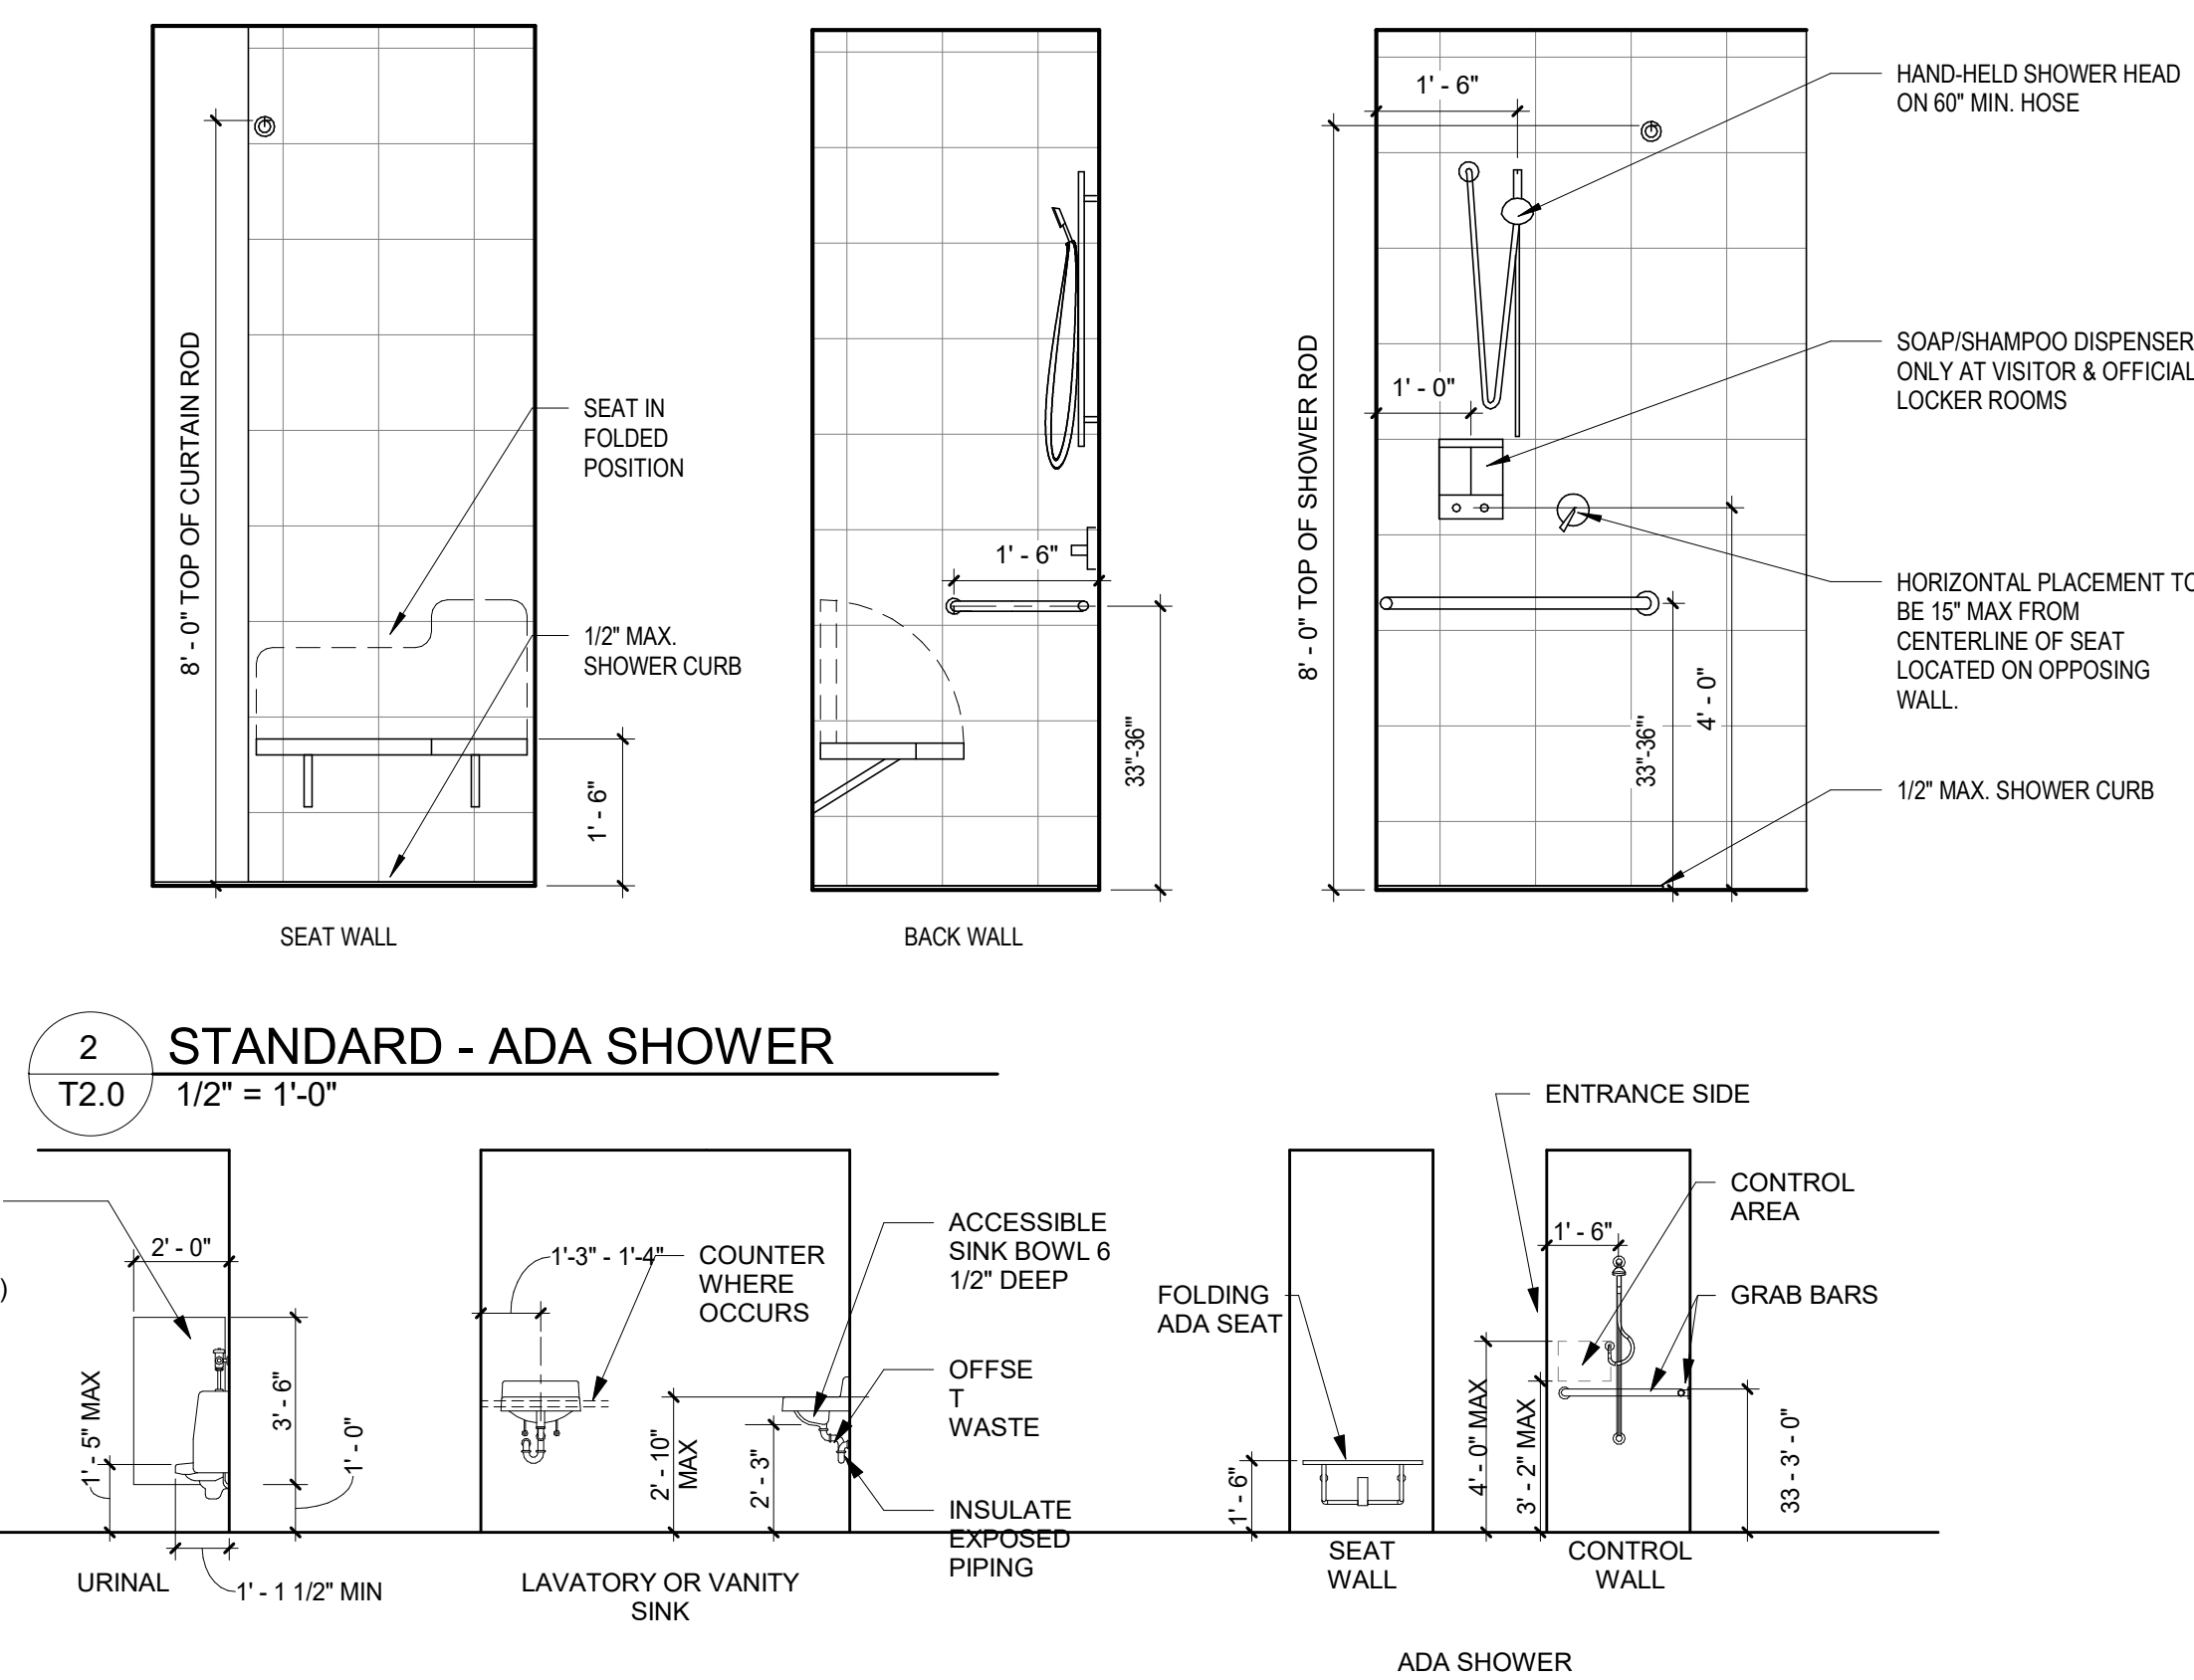 8' - 0" TOP OF CURTAIN ROD
SEAT IN
FOLDED
POSITION
1/2" MAX.
SHOWER CURB
1' - 6"
SEAT WALL
1' - 6"
33"-36"'
BACK WALL
1' - 6"
8' - 0" TOP OF SHOWER ROD
1' - 0"
33"-36"'
4' - 0"
HAND-HELD SHOWER HEAD
ON 60" MIN. HOSE
SOAP/SHAMPOO DISPENSER
ONLY AT VISITOR & OFFICIAL
LOCKER ROOMS
HORIZONTAL PLACEMENT TO
BE 15" MAX FROM
CENTERLINE OF SEAT
LOCATED ON OPPOSING
WALL.
1/2" MAX. SHOWER CURB
2
T2.0
STANDARD - ADA SHOWER
1/2" = 1'-0"
)
2' - 0"
1' - 5" MAX
3' - 6"
1' - 0"
1' - 1 1/2" MIN
URINAL
1'-3" - 1'-4"
COUNTER
WHERE
OCCURS
2' - 10"
MAX
2' - 3"
ACCESSIBLE
SINK BOWL 6
1/2" DEEP
OFFSE
T
WASTE
INSULATE
EXPOSED
PIPING
LAVATORY OR VANITY
SINK
FOLDING
ADA SEAT
1' - 6"
SEAT
WALL
ENTRANCE SIDE
CONTROL
AREA
1' - 6"
GRAB BARS
4' - 0" MAX
3' - 2" MAX
33 - 3' - 0"
CONTROL
WALL
ADA SHOWER